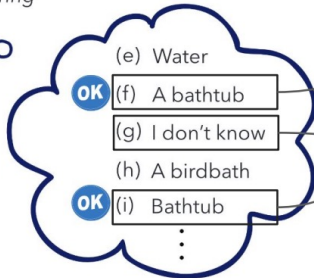 (e) Water
OK (f) A bathtub
(g) I don't know
(h) A birdbath
OK (i) Bathtub
⋮